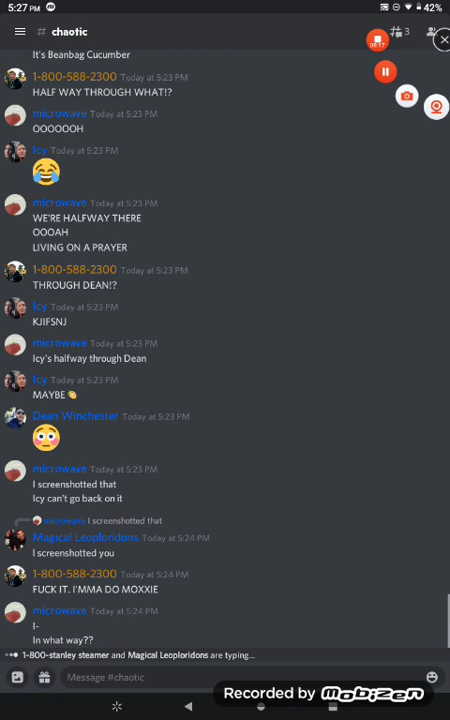 5:27 PM
42%
# chaotic
3
It's Beanbag Cucumber
1-800-588-2300 Today at 5:23 PM
HALF WAY THROUGH WHAT!?
microwave Today at 5:23 PM
OOOOOOH
Icy Today at 5:23 PM
microwave Today at 5:23 PM
WE'RE HALFWAY THERE
OOOAH
LIVING ON A PRAYER
1-800-588-2300 Today at 5:23 PM
THROUGH DEAN!?
Icy Today at 5:23 PM
KJIFSNJ
microwave Today at 5:23 PM
Icy's halfway through Dean
Icy Today at 5:23 PM
MAYBE
Dean Winchester Today at 5:23 PM
microwave Today at 5:23 PM
I screenshotted that
Icy can't go back on it
microwave I screenshotted that
Magical Leoploridons Today at 5:24 PM
I screenshotted you
1-800-588-2300 Today at 5:24 PM
FUCK IT. I'MMA DO MOXXIE
microwave Today at 5:24 PM
I-
In what way??
1-800-stanley steamer and Magical Leoploridons are typing...
Message #chaotic
Recorded by Mobizen